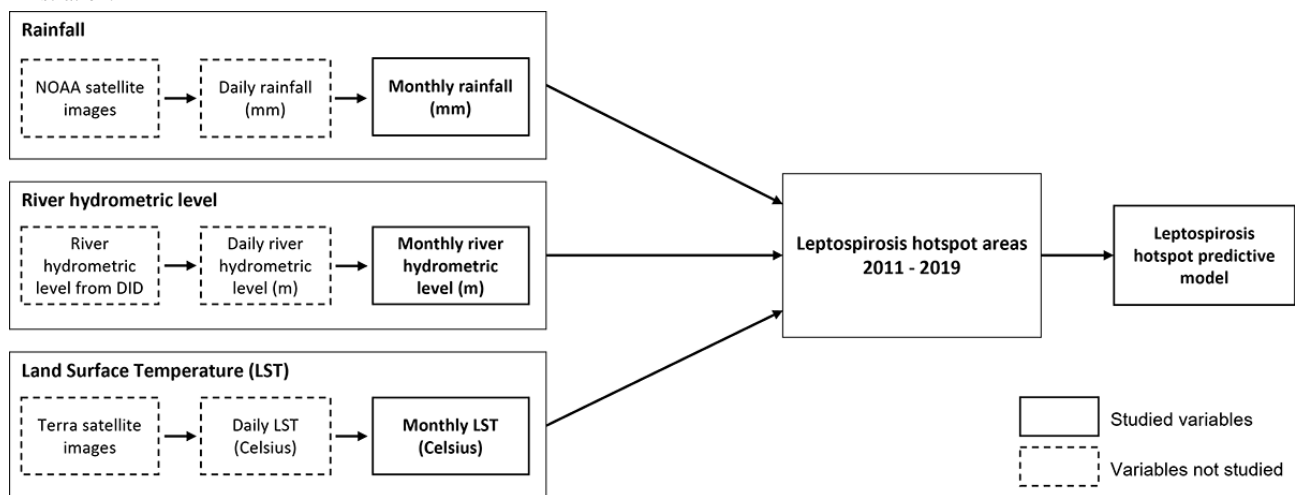 Rainfall
NOAA satellite
images
Daily rainfall
(mm)
Monthly rainfall
(mm)
River hydrometric level
River
hydrometric
level from DID
Daily river
hydrometric
level (m)
Monthly river
hydrometric
level (m)
Land Surface Temperature (LST)
Terra satellite
images
Daily LST
(Celsius)
Monthly LST
(Celsius)
Leptospirosis hotspot areas
2011 - 2019
Leptospirosis
hotspot predictive
model
Studied variables
Variables not studied